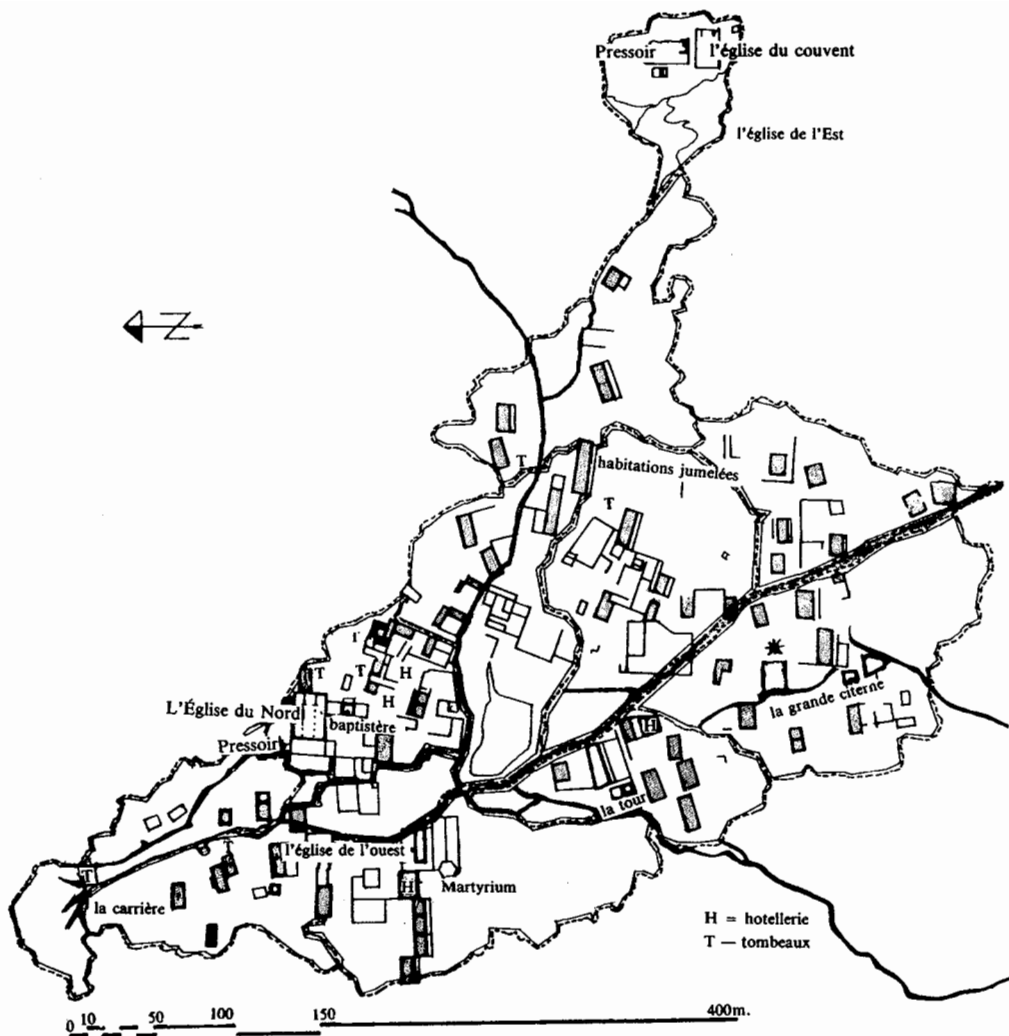 Pressoir
l'église du couvent
l'église de l'Est
N
T
habitations jumelées
T
T
T
H
L'Église du Nord
H
baptistère
la grande citerne
Pressoir
H
la tour
T
l'église de l'ouest
T
H
Martyrium
la carrière
H = hotellerie
T — tombeaux
0 10 50 100 150 400m.